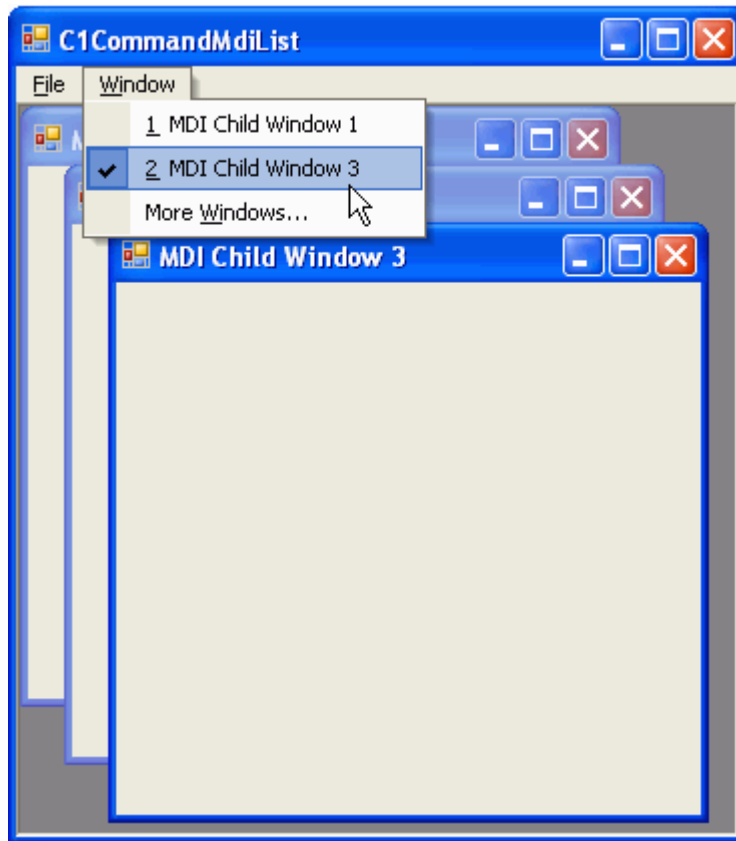 C1CommandMdiList
File Window
1 MDI Child Window 1
2 MDI Child Window 3
More Windows...
MDI Child Window 3